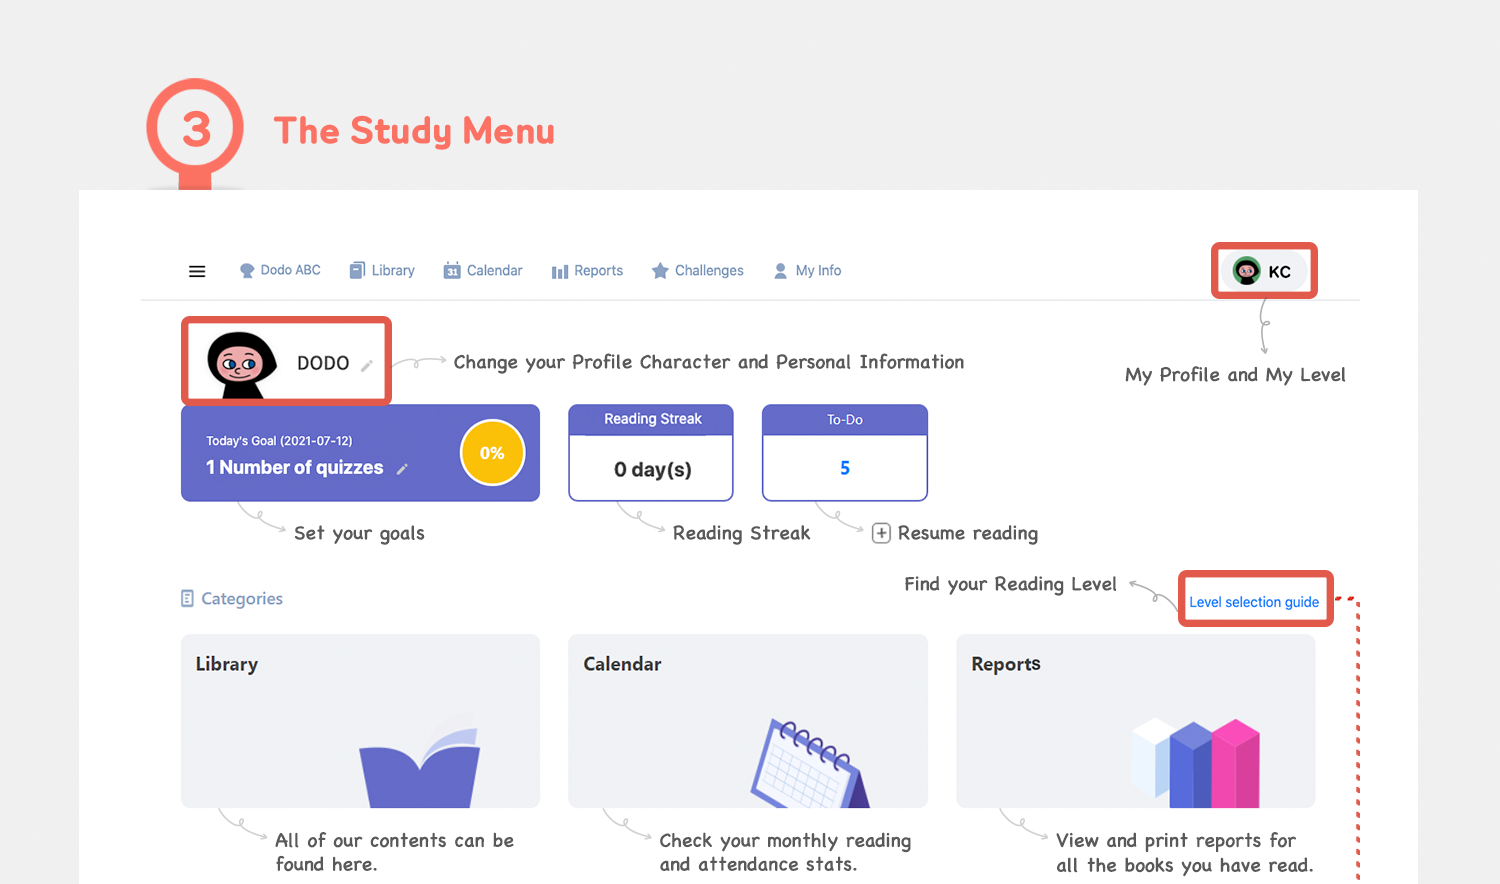 3
The Study Menu
Dodo ABC
Library
31
Calendar
Reports
Challenges
My Info
KC
DODO
Change your Profile Character and Personal Information
My Profile and My Level
Today's Goal (2021-07-12)
1 Number of quizzes
0%
Reading Streak
0 day(s)
To-Do
5
Set your goals
Reading Streak
+ Resume reading
Find your Reading Level
Level selection guide
Categories
Library
Calendar
Reports
All of our contents can be
found here.
Check your monthly reading
and attendance stats.
View and print reports for
all the books you have read.